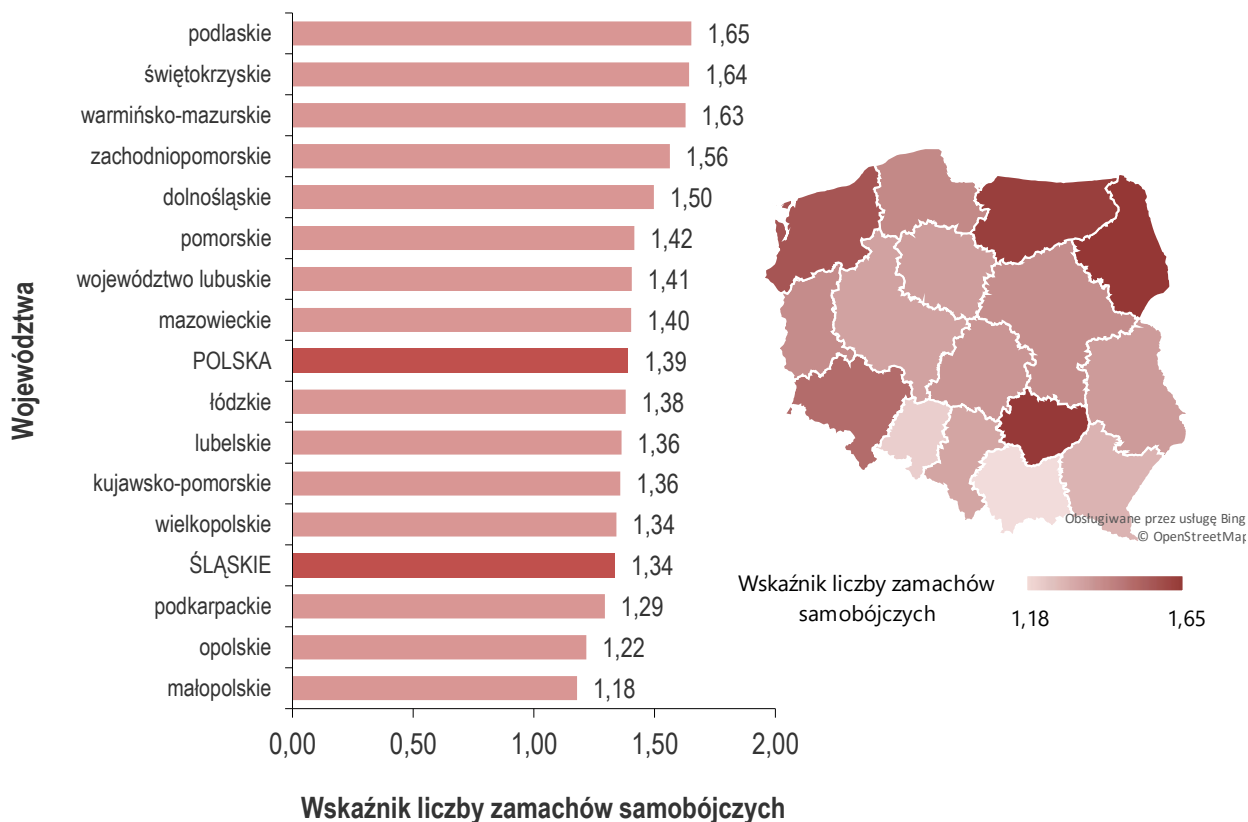 Województwa
podlaskie 1,65
świętokrzyskie 1,64
warmińsko-mazurskie 1,63
zachodniopomorskie 1,56
dolnośląskie 1,50
pomorskie 1,42
województwo lubuskie 1,41
mazowieckie 1,40
POLSKA 1,39
łódzkie 1,38
lubelskie 1,36
kujawsko-pomorskie 1,36
wielkopolskie 1,34
ŚLĄSKIE 1,34
podkarpackie 1,29
opolskie 1,22
małopolskie 1,18
0,00 0,50 1,00 1,50 2,00
Wskaźnik liczby zamachów samobójczych
Obsługiwane przez usługę Bing
© OpenStreetMap
Wskaźnik liczby zamachów
samobójczych
1,18 1,65